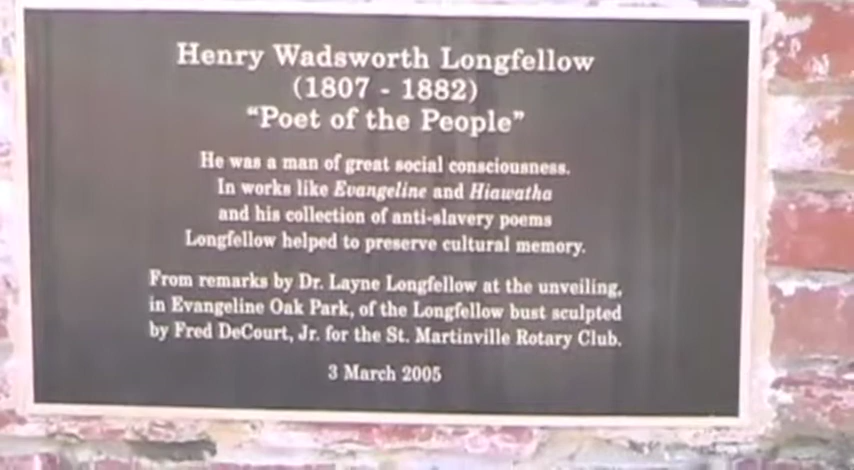 Henry Wadsworth Longfellow
(1807 - 1882)
“Poet of the People”
He was a man of great social consciousness.
In works like Evangeline and Hiawatha
and his collection of anti-slavery poems
Longfellow helped to preserve cultural memory.
From remarks by Dr. Layne Longfellow at the unveiling,
in Evangeline Oak Park, of the Longfellow bust sculpted
by Fred DeCourt, Jr. for the St. Martinville Rotary Club.
3 March 2005